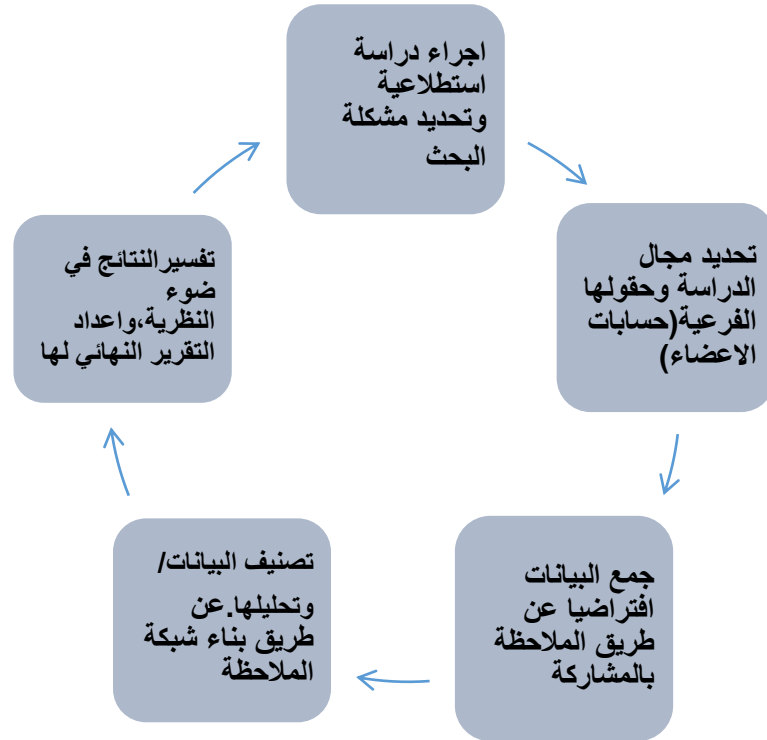 اجراء دراسة
استطلاعية
وتحديد مشكلة
البحث
تحديد مجال
الدراسة وحقولها
الفرعية(حسابات
الاعضاء)
جمع البيانات
افتراضيا عن
طريق الملاحظة
بالمشاركة
تصنيف البيانات/
وتحليلها.عن
طريق بناء شبكة
الملاحظة
تفسيرالنتائج في
ضوء
النظرية،واعداد
التقرير النهائي لها